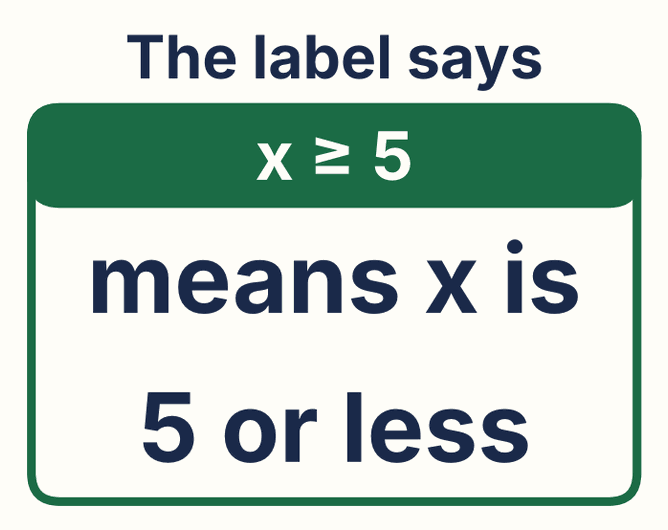 The label says
x ≥ 5
means x is
5 or less